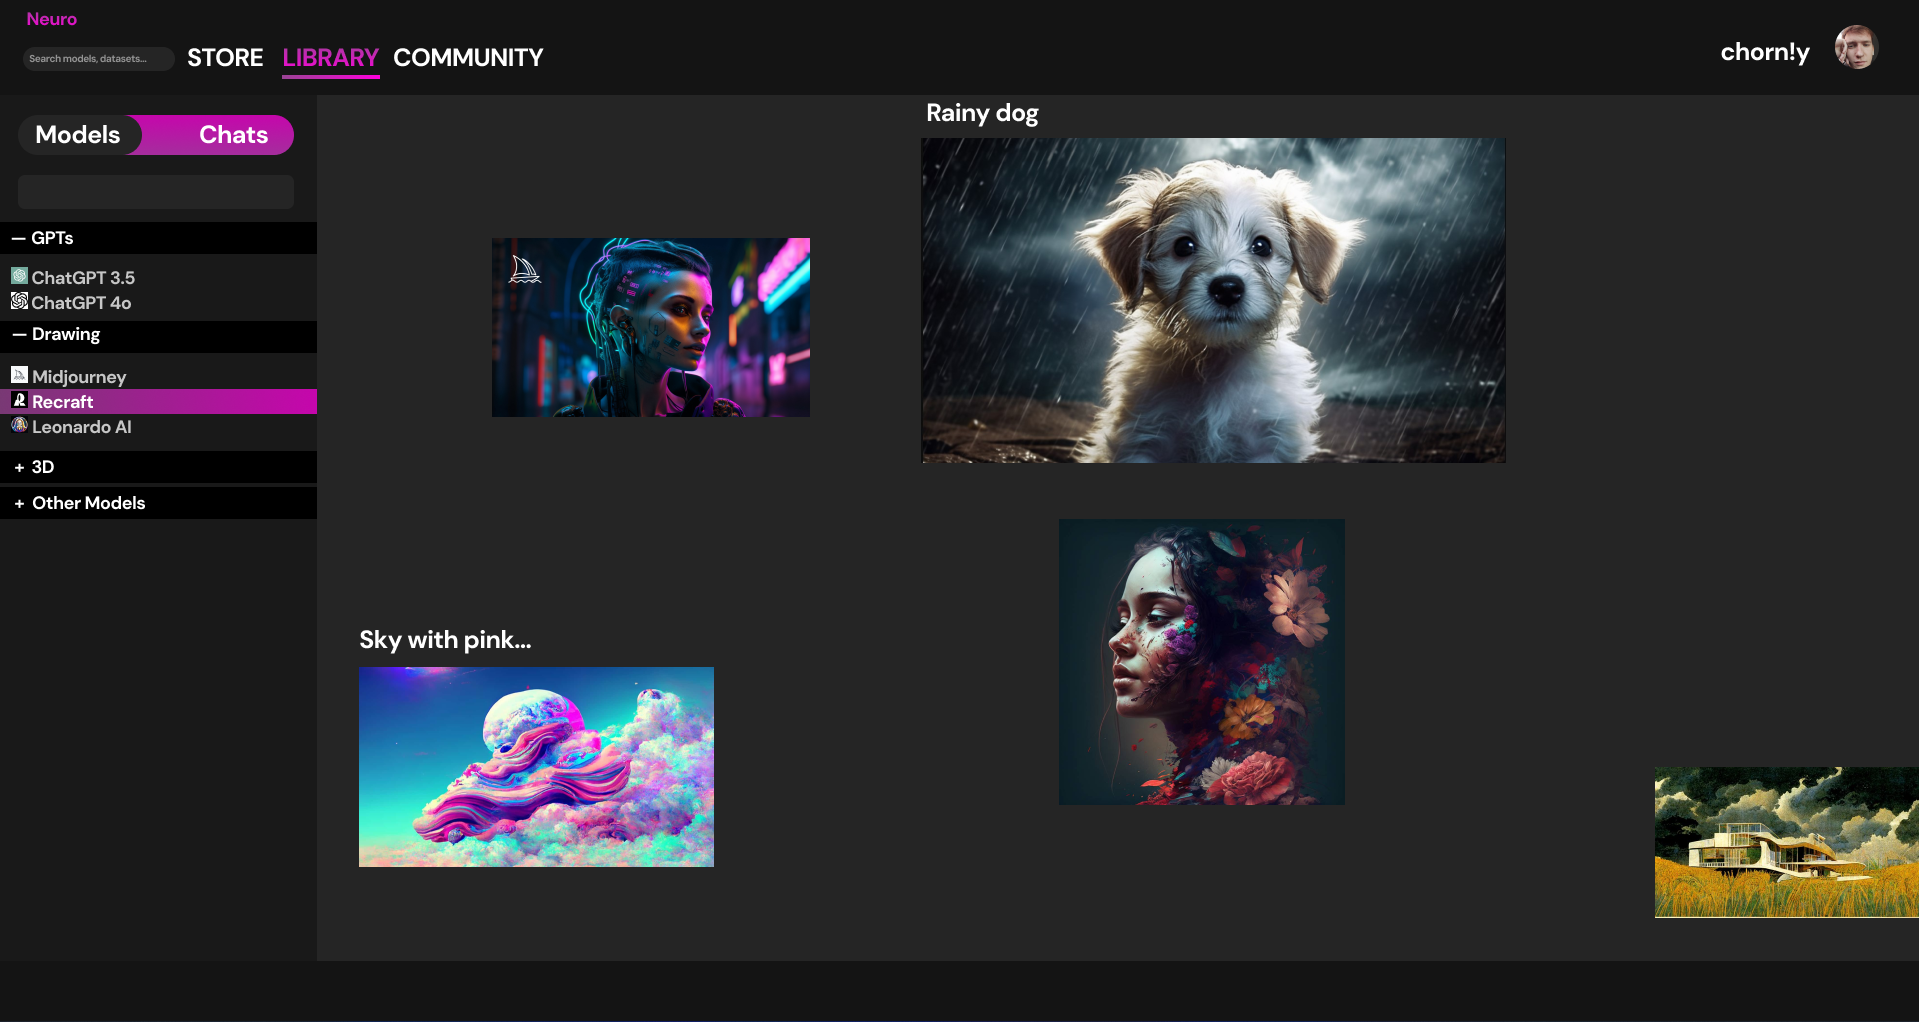 Neuro
Search models, datasets...
STORE
LIBRARY
COMMUNITY
chorn!y
Models
Chats
— GPTs
ChatGPT 3.5
ChatGPT 4o
— Drawing
Midjourney
Recraft
Leonardo AI
+ 3D
+ Other Models
Rainy dog
Sky with pink...